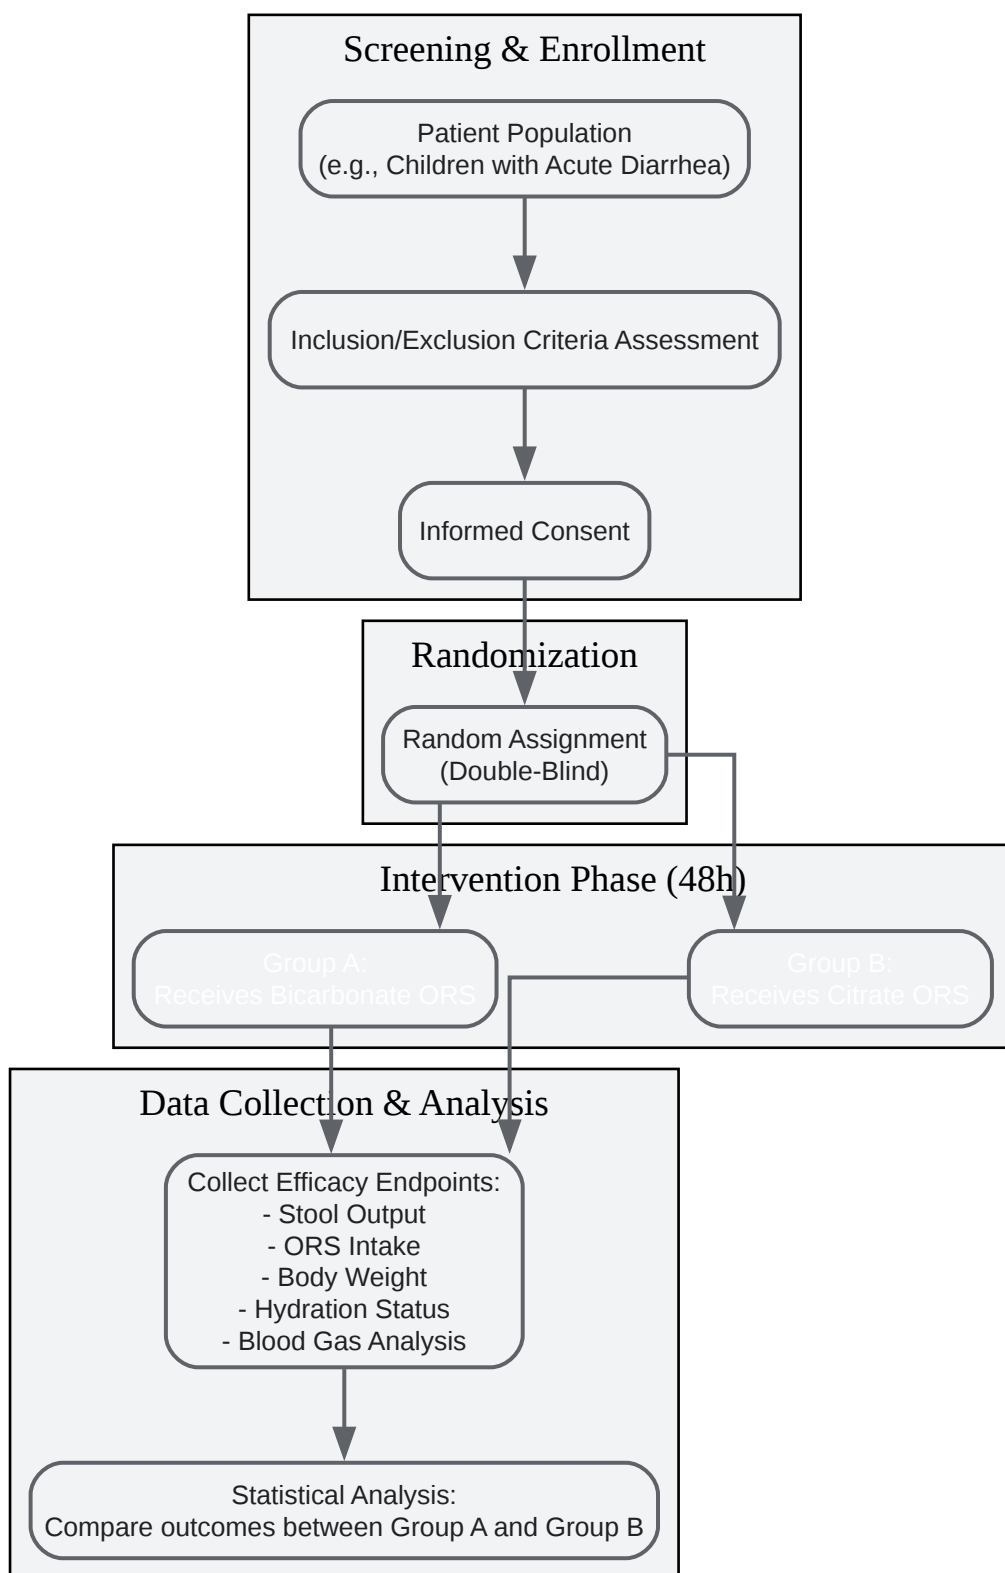 Screening & Enrollment
Patient Population
(e.g., Children with Acute Diarrhea)
Inclusion/Exclusion Criteria Assessment
Informed Consent
Randomization
Random Assignment
(Double-Blind)
Intervention Phase (48h)
Group A:
Receives Bicarbonate ORS
Group B:
Receives Citrate ORS
Data Collection & Analysis
Collect Efficacy Endpoints:
- Stool Output
- ORS Intake
- Body Weight
- Hydration Status
- Blood Gas Analysis
Statistical Analysis:
Compare outcomes between Group A and Group B